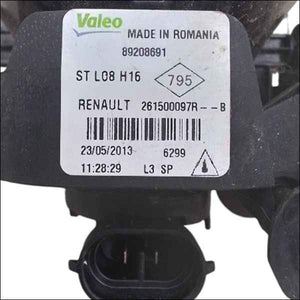 Valeo
MADE IN ROMANIA
89208691
ST L08 H16
795
RENAULT 261500097R--B
23/05/2013 6299
11:28:29 L3 SP